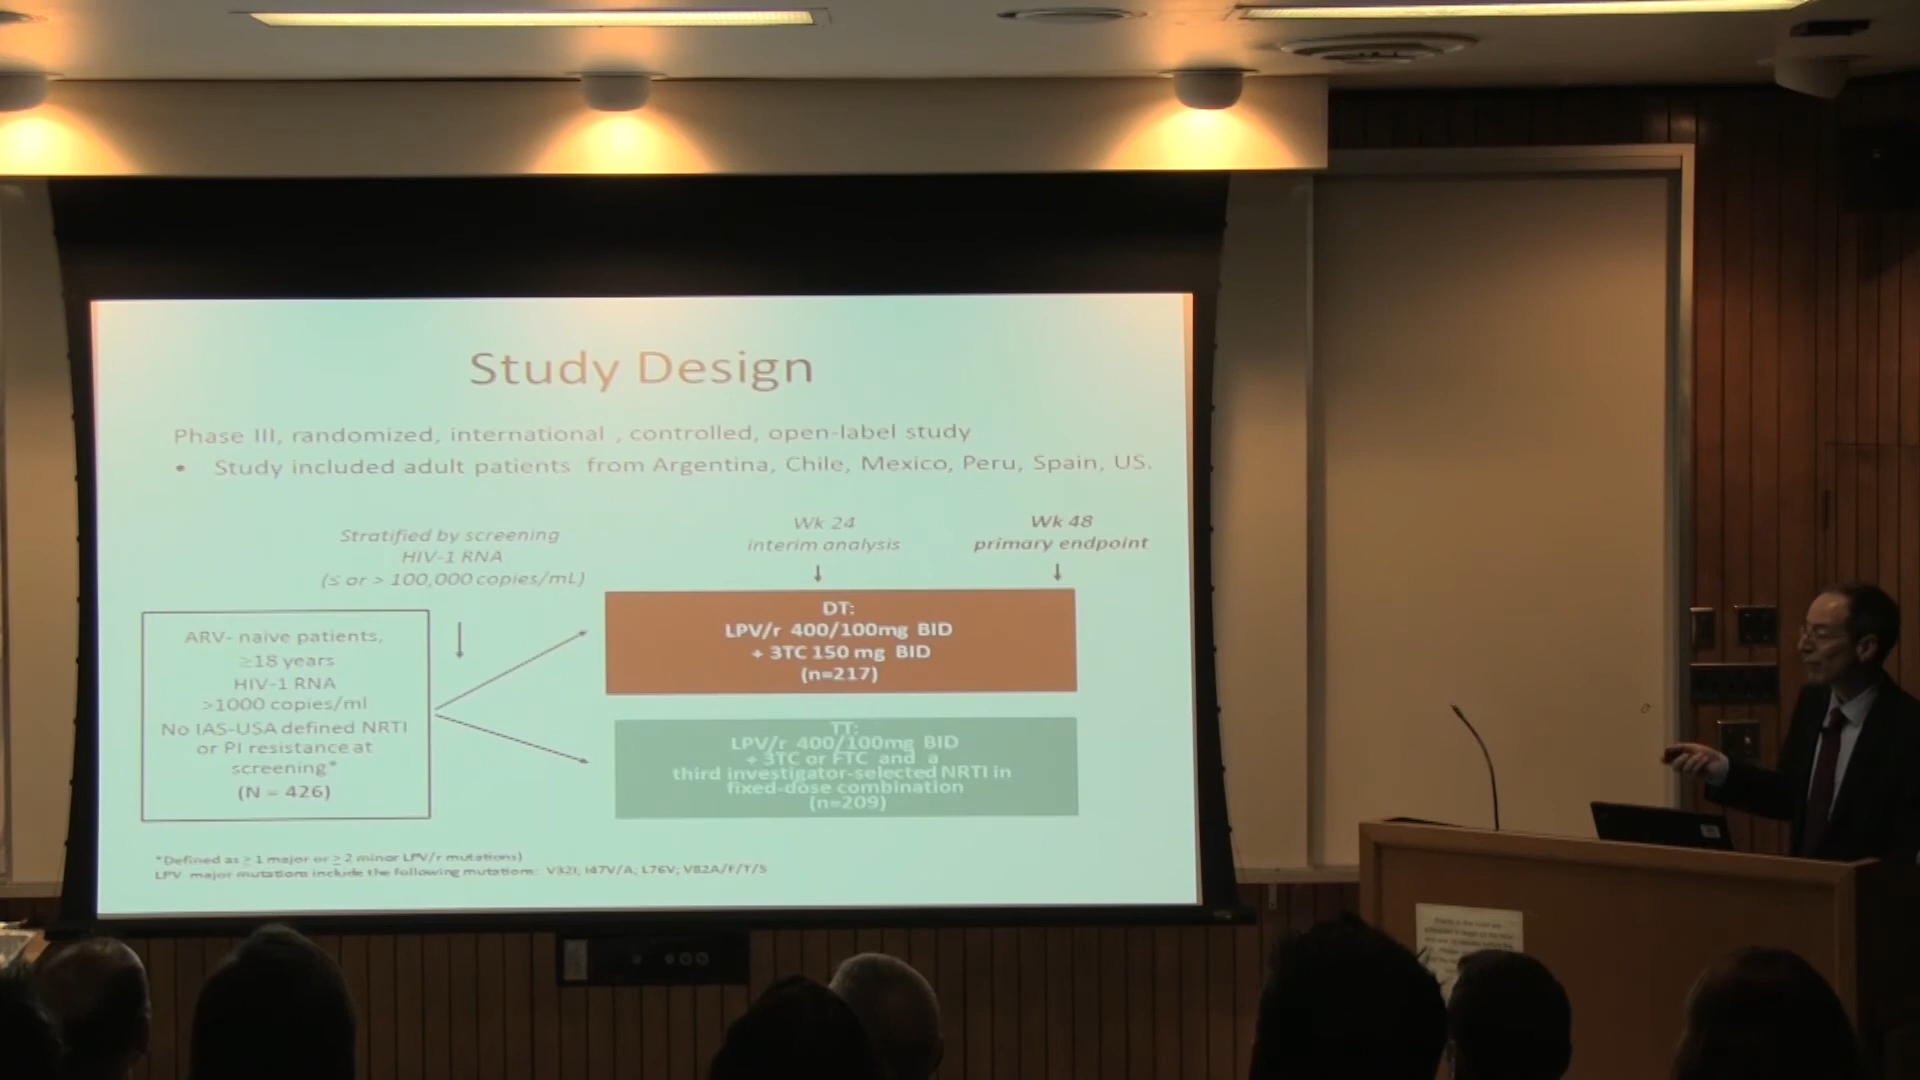 Study Design
Phase III, randomized, international , controlled, open-label study
• Study included adult patients from Argentina, Chile, Mexico, Peru, Spain, US.
Stratified by screening
HIV-1 RNA
(≤ or > 100,000 copies/mL)
Wk 24
interim analysis
Wk 48
primary endpoint
ARV- naive patients,
≥18 years
HIV-1 RNA
>1000 copies/ml
No IAS-USA defined NRTI
or PI resistance at
screening*
(N = 426)
DT:
LPV/r 400/100mg BID
+ 3TC 150 mg BID
(n=217)
TT:
LPV/r 400/100mg BID
+ 3TC or FTC and a
third investigator-selected NRTI in
fixed-dose combination
(n=209)
*Defined as ≥ 1 major or ≥ 2 minor LPV/r mutations)
LPV major mutations include the following mutation: V32I; I47V/A; L76V; V82A/F/T/S